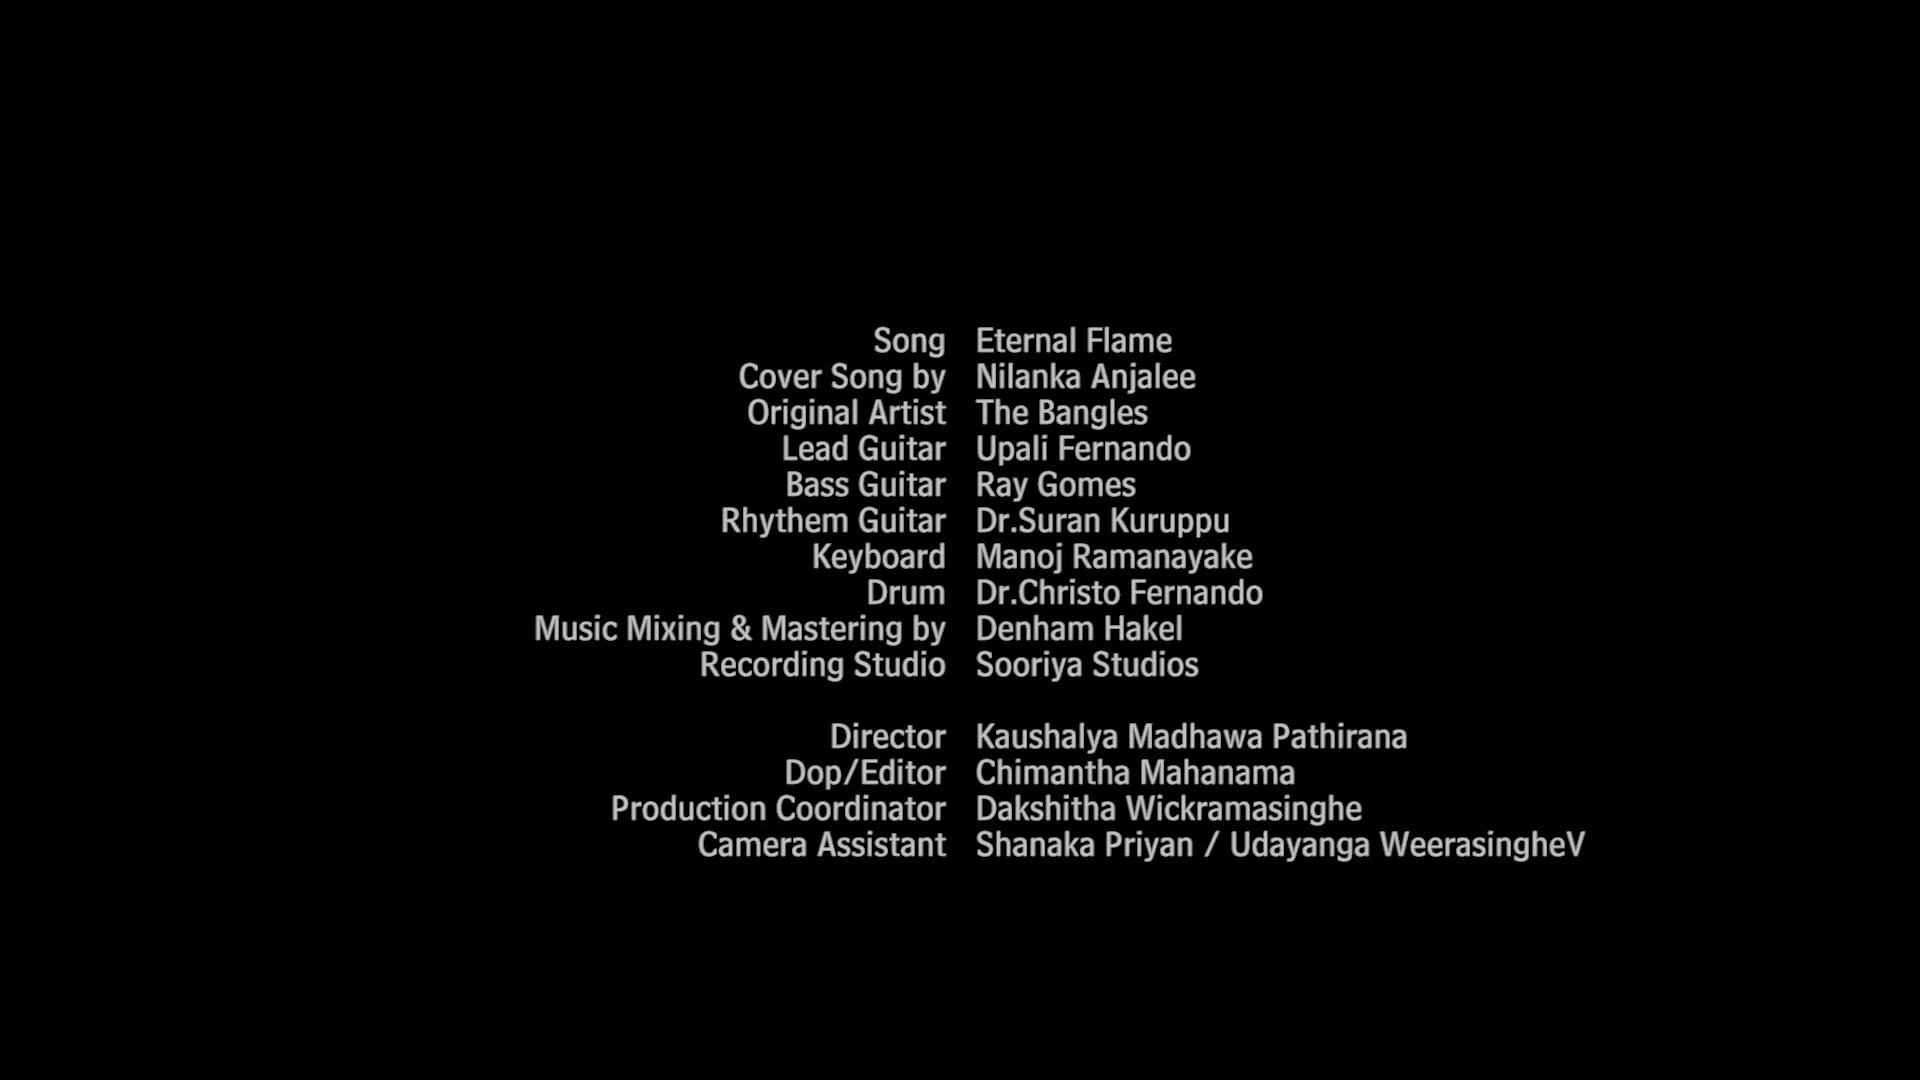 Song Eternal Flame
Cover Song by Nilanka Anjalee
Original Artist The Bangles
Lead Guitar Upali Fernando
Bass Guitar Ray Gomes
Rhythem Guitar Dr.Suran Kuruppu
Keyboard Manoj Ramanayake
Drum Dr.Christo Fernando
Music Mixing & Mastering by Denham Hakel
Recording Studio Sooriya Studios
Director Kaushalya Madhawa Pathirana
Dop/Editor Chimantha Mahanama
Production Coordinator Dakshitha Wickramasinghe
Camera Assistant Shanaka Priyan / Udayanga WeerasingheV